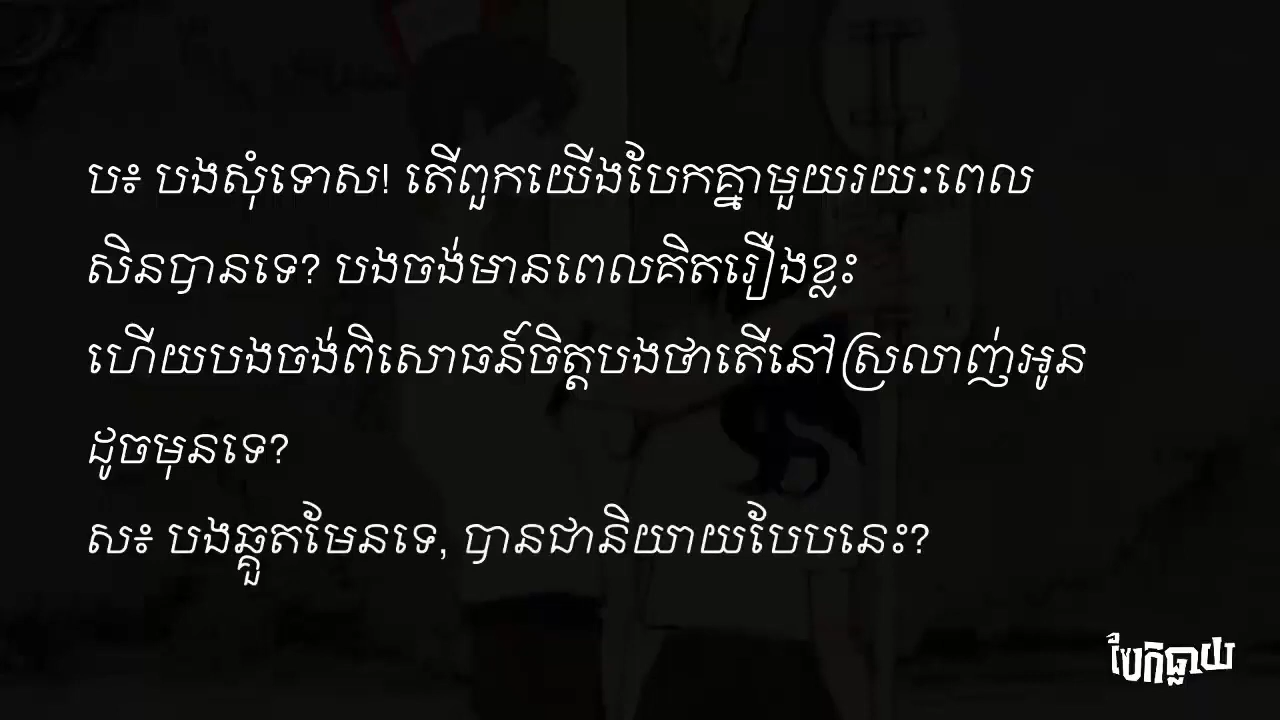 ប៖ បងសុំទោស! តើពួកយើងបែកគ្នាមួយរយៈពេល
សិនបានទេ? បងចង់មានពេលគិតរឿងខ្លះ
ហើយបងចង់ពិសោធន៍ចិត្តបងថាតើនៅស្រលាញ់អូន
ដូចមុនទេ?
ស៖ បងឆ្គួតមែនទេ, បានជានិយាយបែបនេះ?
បែកធ្លាយ